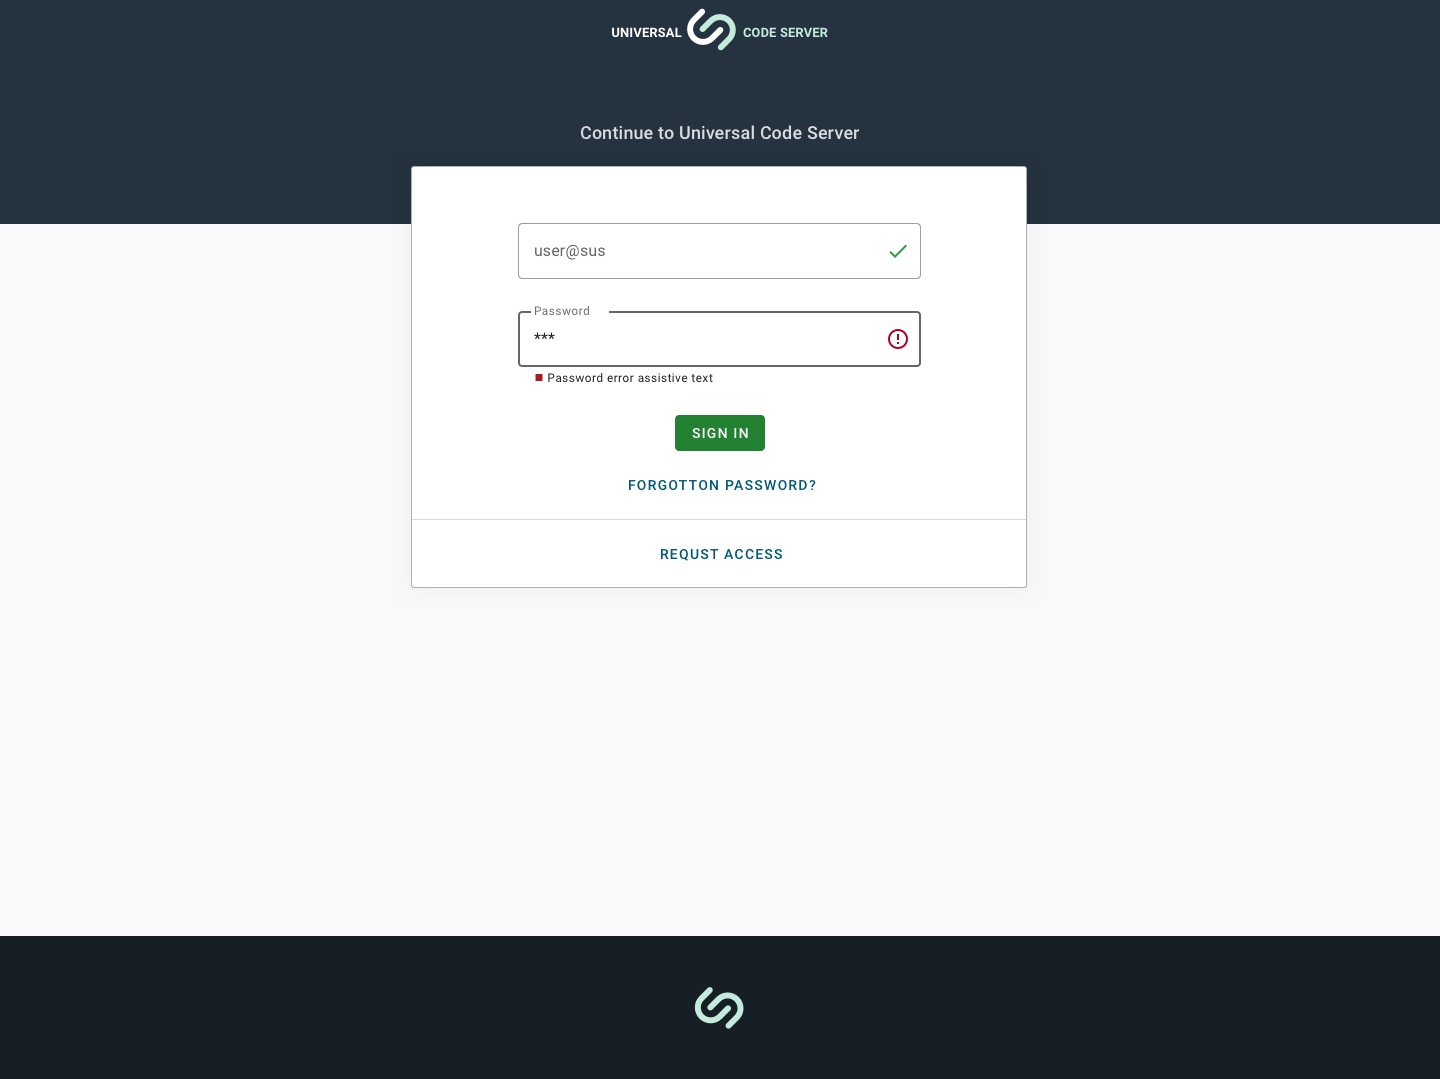 UNIVERSAL CODE SERVER
Continue to Universal Code Server
user@sus
Password
***
Password error assistive text
SIGN IN
FORGOTTON PASSWORD?
REQUST ACCESS